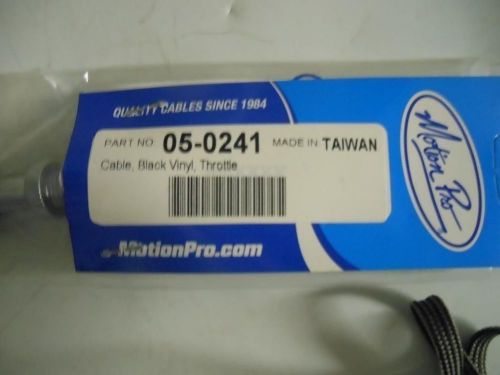 QUALITY CABLES SINCE 1984
PART NO: 05-0241 MADE IN TAIWAN
Cable, Black Vinyl, Throttle
MotionPro.com
Motion Pro